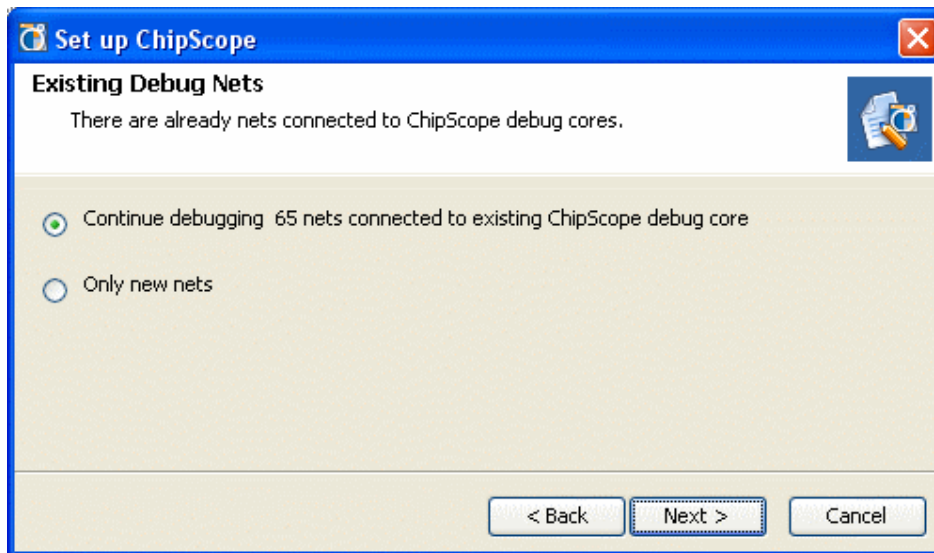 Set up ChipScope
Existing Debug Nets
There are already nets connected to ChipScope debug cores.
Continue debugging 65 nets connected to existing ChipScope debug core
Only new nets
< Back Next > Cancel